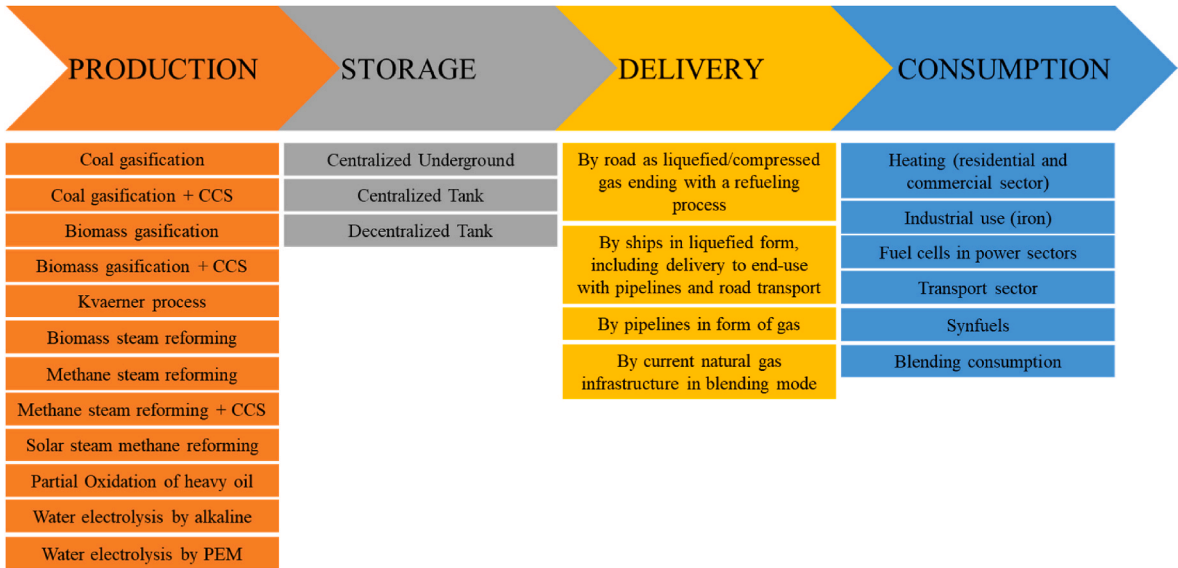 PRODUCTION
STORAGE
DELIVERY
CONSUMPTION
Coal gasification
Coal gasification + CCS
Biomass gasification
Biomass gasification + CCS
Kvaerner process
Biomass steam reforming
Methane steam reforming
Methane steam reforming + CCS
Solar steam methane reforming
Partial Oxidation of heavy oil
Water electrolysis by alkaline
Water electrolysis by PEM
Centralized Underground
Centralized Tank
Decentralized Tank
By road as liquefied/compressed
gas ending with a refueling
process
By ships in liquefied form,
including delivery to end-use
with pipelines and road transport
By pipelines in form of gas
By current natural gas
infrastructure in blending mode
Heating (residential and
commercial sector)
Industrial use (iron)
Fuel cells in power sectors
Transport sector
Synfuels
Blending consumption